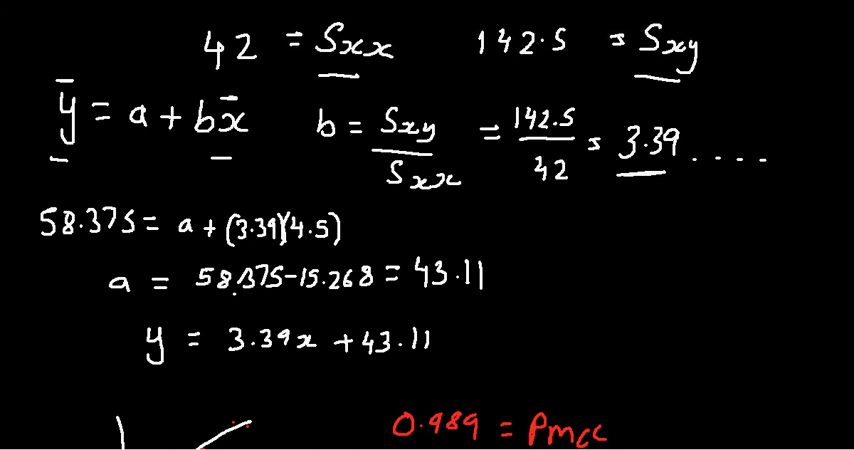 42 = Sxx 142.5 = Sxy
ȳ = a + bx̄ b = Sxy/Sxx = 142.5/42 = 3.39 ....
58.375 = a + (3.39)(4.5)
a = 58.375-15.268 = 43.11
y = 3.39x + 43.11
0.989 = Pmcc